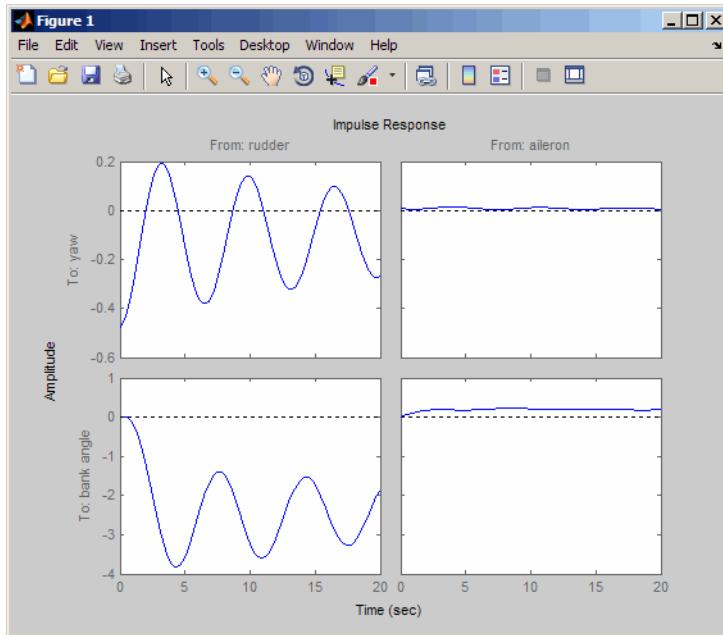 Figure 1
File Edit View Insert Tools Desktop Window Help
Impulse Response
From: rudder From: aileron
0.2
0
-0.2
-0.4
-0.6
To: yaw
Amplitude
1
0
-1
-2
-3
-4
To: bank angle
0 5 10 15 20 0 5 10 15 20
Time (sec)